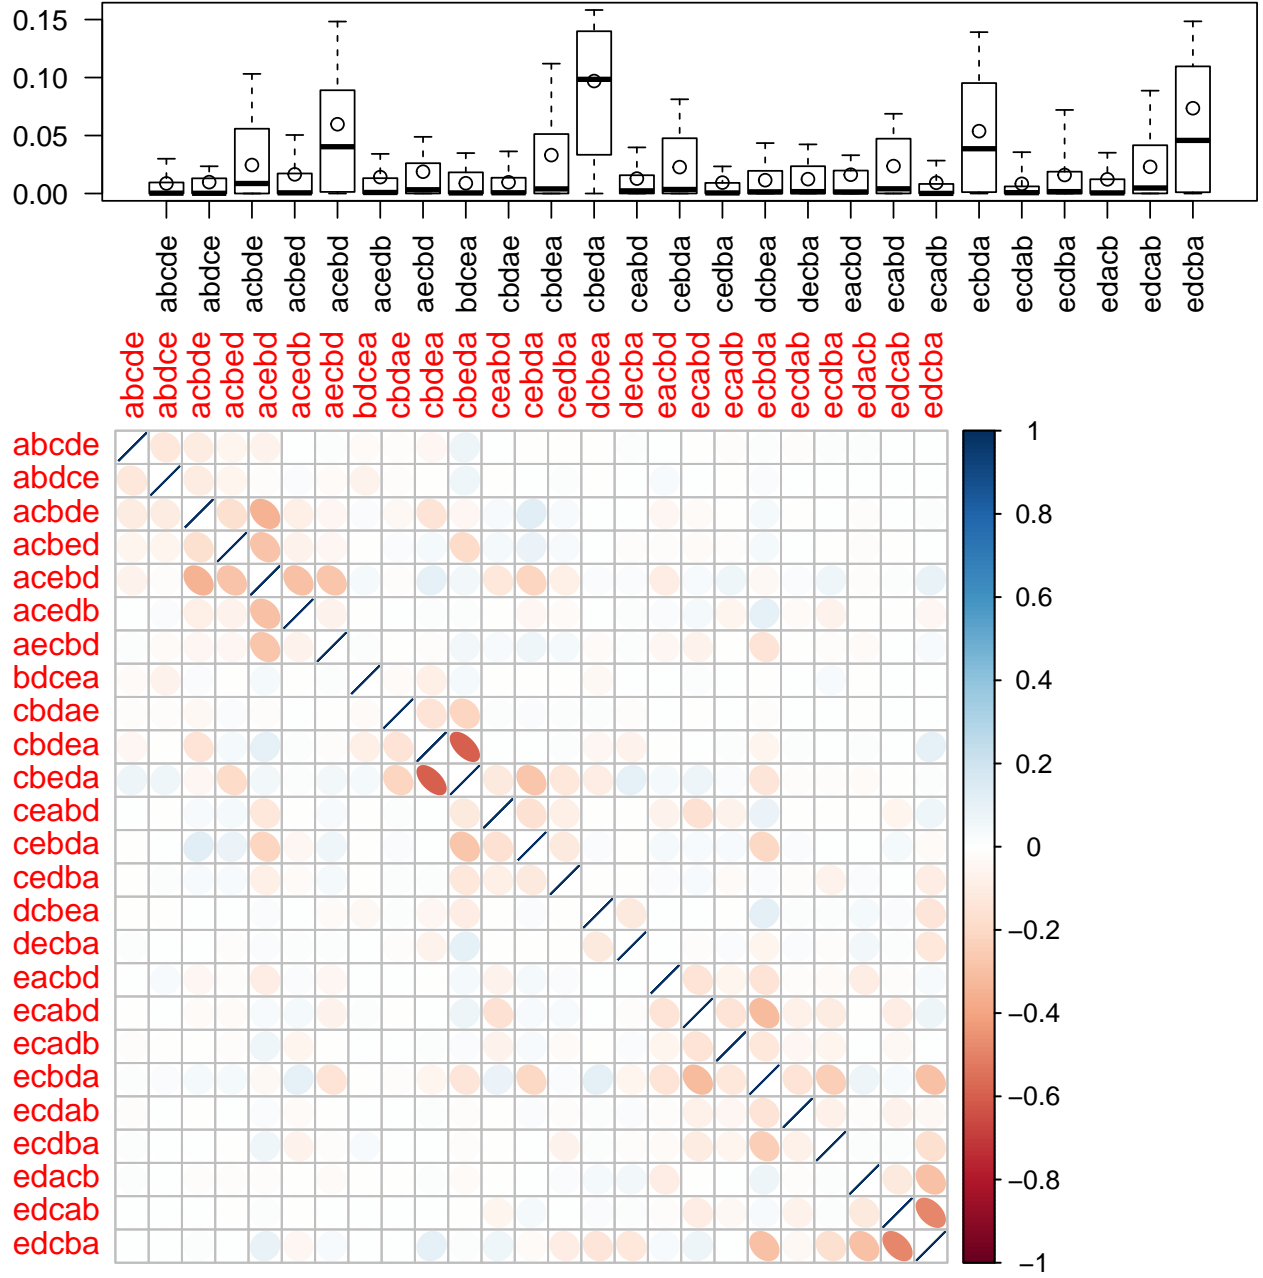 0.15
0.10
0.05
0.00
abcde abdce acbde acbed acebd acedb aecbd bdcea cbdae cbdea cbeda ceabd cebda cedba dcbea decba eacbd ecabd ecadb ecbda ecdab ecdba edacb edcab edcba
abcde abdce acbde acbed acebd acedb aecbd bdcea cbdae cbdea cbeda ceabd cebda cedba dcbea decba eacbd ecabd ecadb ecbda ecdab ecdba edacb edcab edcba
abcde
abdce
acbde
acbed
acebd
acedb
aecbd
bdcea
cbdae
cbdea
cbeda
ceabd
cebda
cedba
dcbea
decba
eacbd
ecabd
ecadb
ecbda
ecdab
ecdba
edacb
edcab
edcba
1
0.8
0.6
0.4
0.2
0
−0.2
−0.4
−0.6
−0.8
−1